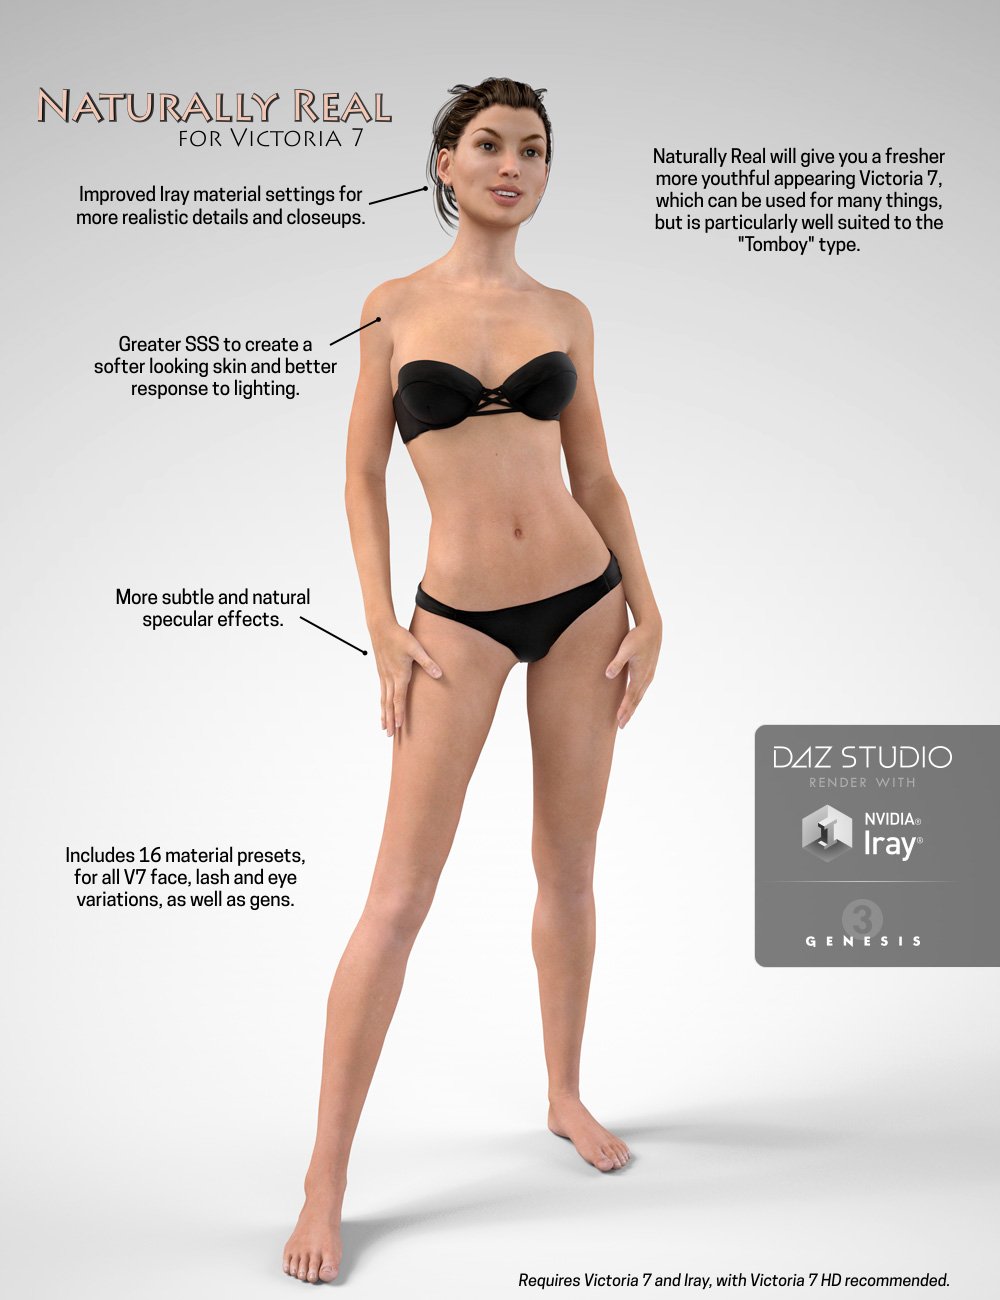 NATURALLY REAL
FOR VICTORIA 7
Improved Iray material settings for
more realistic details and closeups.
Naturally Real will give you a fresher
more youthful appearing Victoria 7,
which can be used for many things,
but is particularly well suited to the
"Tomboy" type.
Greater SSS to create a
softer looking skin and better
response to lighting.
More subtle and natural
specular effects.
DAZ STUDIO
RENDER WITH
NVIDIA®
Iray®
3
GENESIS
Includes 16 material presets,
for all V7 face, lash and eye
variations, as well as gens.
Requires Victoria 7 and Iray, with Victoria 7 HD recommended.